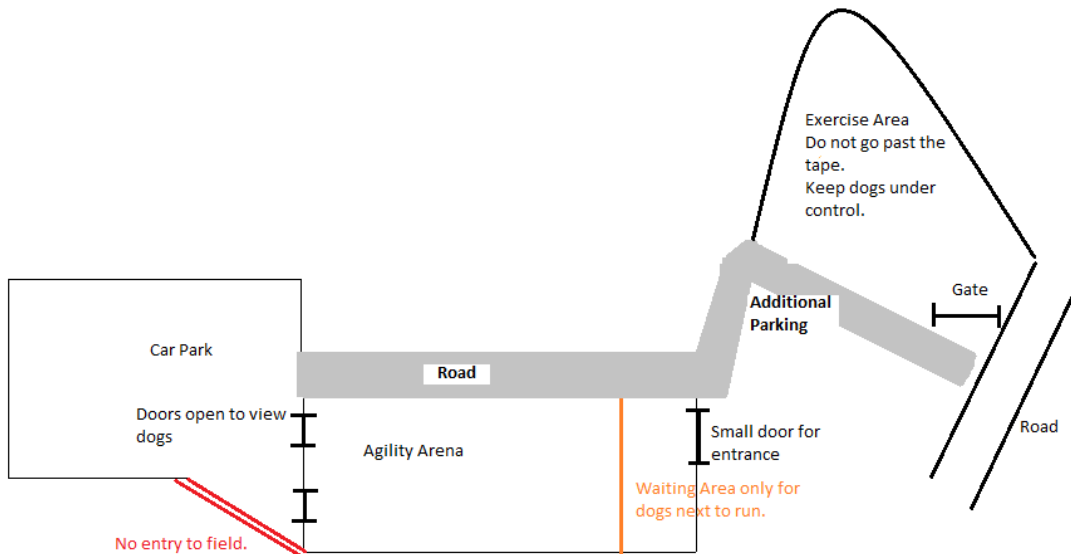 Exercise Area
Do not go past the
tape.
Keep dogs under
control.
Gate
Additional
Parking
Car Park
Road
Doors open to view
dogs
Agility Arena
Small door for
entrance
Road
Waiting Area only for
dogs next to run.
No entry to field.